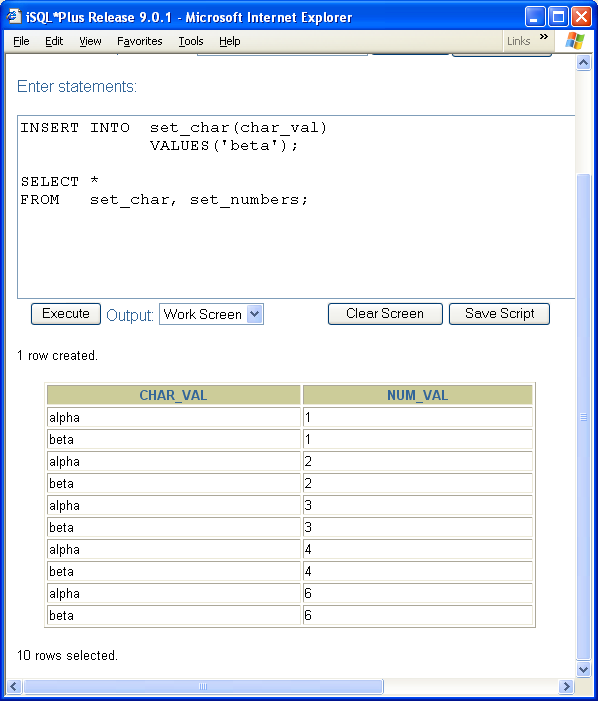 iSQL*Plus Release 9.0.1 - Microsoft Internet Explorer
File Edit View Favorites Tools Help Links »
Enter statements:
INSERT INTO set_char(char_val)
VALUES('beta');
SELECT *
FROM set_char, set_numbers;
Execute Output: Work Screen Clear Screen Save Script
1 row created.
CHAR_VAL NUM_VAL
alpha 1
beta 1
alpha 2
beta 2
alpha 3
beta 3
alpha 4
beta 4
alpha 6
beta 6
10 rows selected.